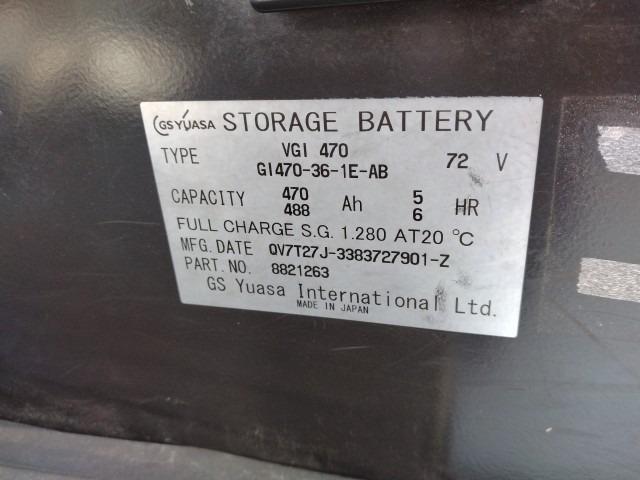 GS YUASA STORAGE BATTERY
TYPE VGI 470 72 V
GI470-36-1E-AB
CAPACITY 470 Ah 5 HR
488 6
FULL CHARGE S.G. 1.280 AT20 ℃
MFG.DATE QV7T27J-3383727901-Z
PART.NO. 8821263
GS Yuasa International Ltd.
MADE IN JAPAN